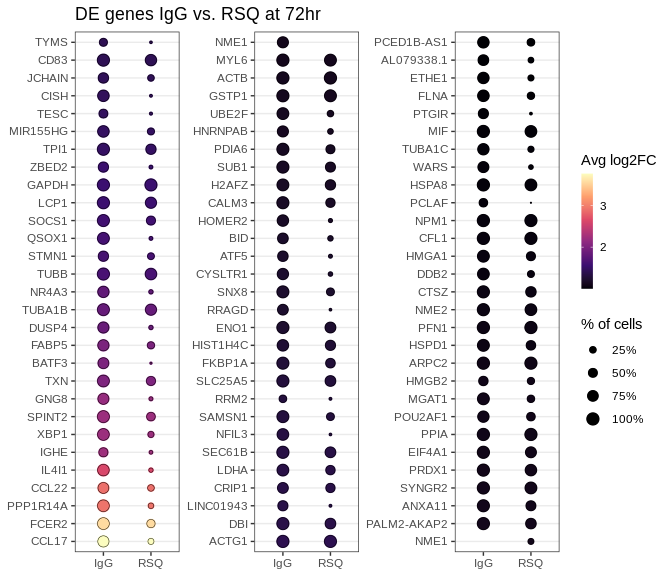 DE genes IgG vs. RSQ at 72hr
TYMS
CD83
JCHAIN
CISH
TESC
MIR155HG
TPI1
ZBED2
GAPDH
LCP1
SOCS1
QSOX1
STMN1
TUBB
NR4A3
TUBA1B
DUSP4
FABP5
BATF3
TXN
GNG8
SPINT2
XBP1
IGHE
IL4I1
CCL22
PPP1R14A
FCER2
CCL17
IgG RSQ
NME1
MYL6
ACTB
GSTP1
UBE2F
HNRNPAB
PDIA6
SUB1
H2AFZ
CALM3
HOMER2
BID
ATF5
CYSLTR1
SNX8
RRAGD
ENO1
HIST1H4C
FKBP1A
SLC25A5
RRM2
SAMSN1
NFIL3
SEC61B
LDHA
CRIP1
LINC01943
DBI
ACTG1
IgG RSQ
PCED1B-AS1
AL079338.1
ETHE1
FLNA
PTGIR
MIF
TUBA1C
WARS
HSPA8
PCLAF
NPM1
CFL1
HMGA1
DDB2
CTSZ
NME2
PFN1
HSPD1
ARPC2
HMGB2
MGAT1
POU2AF1
PPIA
EIF4A1
PRDX1
SYNGR2
ANXA11
PALM2-AKAP2
NME1
IgG RSQ
Avg log2FC
3
2
% of cells
25%
50%
75%
100%